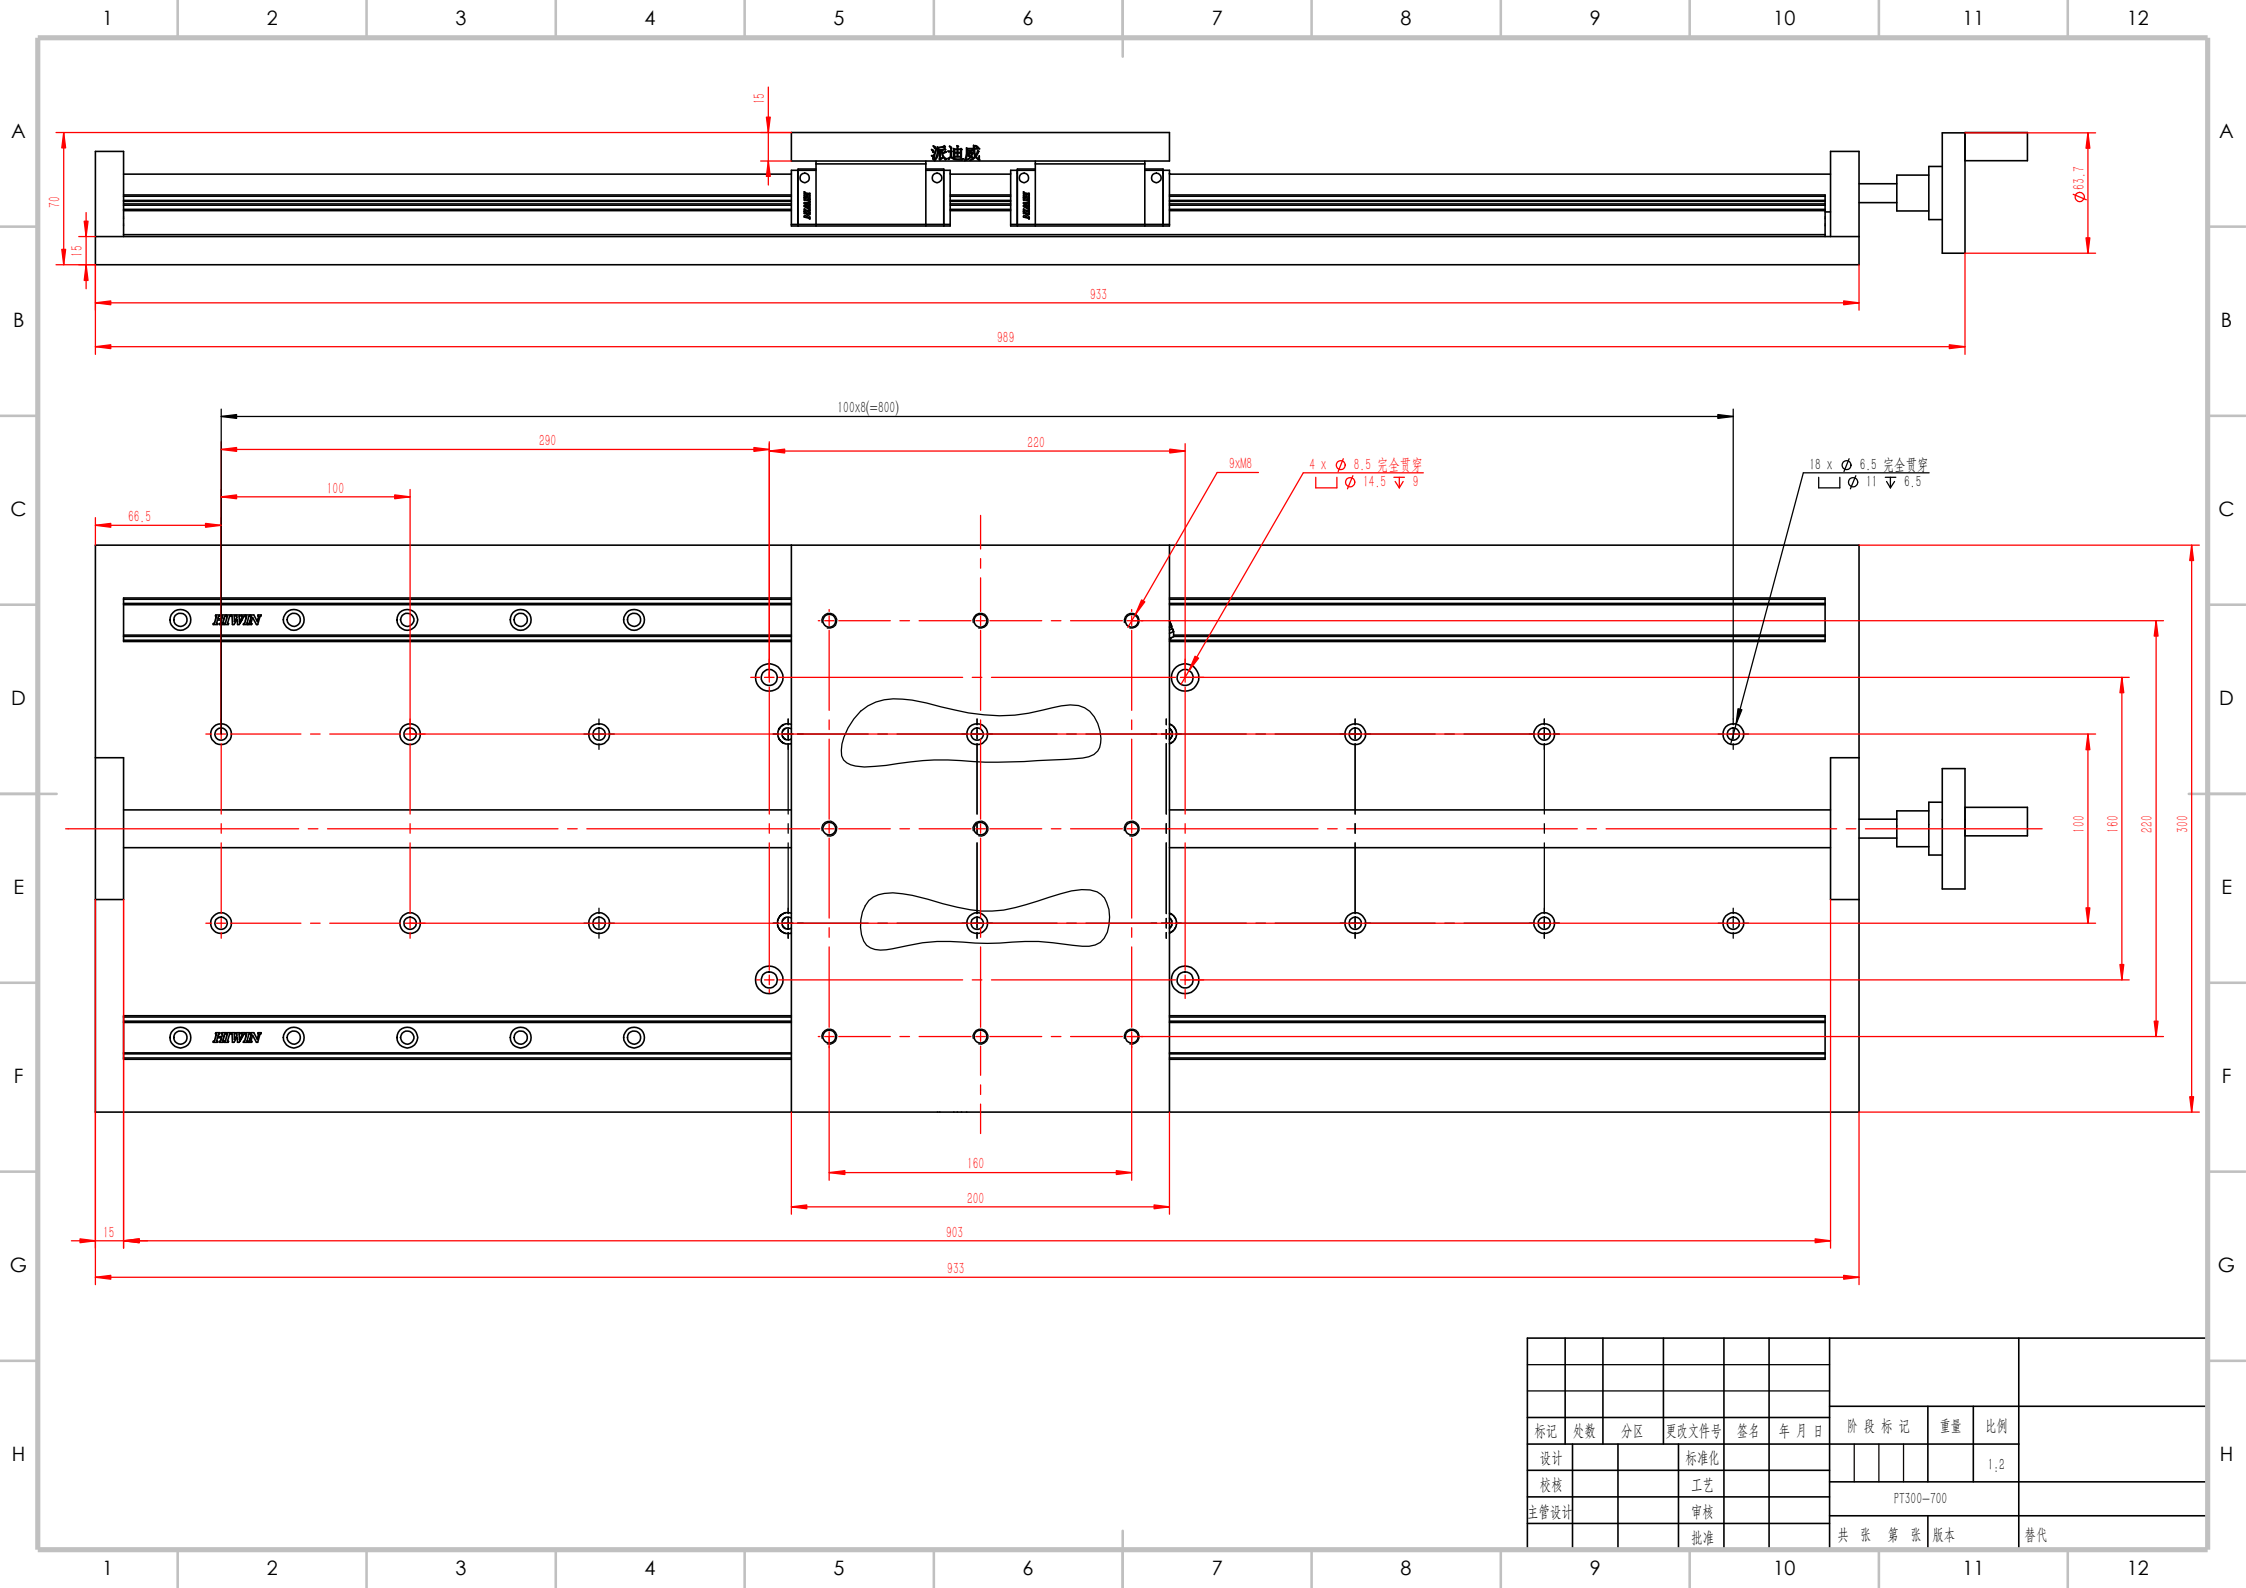 1 2 3 4 5 6 7 8 9 10 11 12
A A
15
派迪威
70
Ø63.7
HIWIN HIWIN
15
933
B B
989
100x8(=800)
290 220
9xM8
4 x Ø 8.5 完全贯穿
⌴ Ø 14.5 ↧ 9
18 x Ø 6.5 完全贯穿
⌴ Ø 11 ↧ 6.5
100
66.5
C C
HIWIN
D D
100 160 220 300
E E
HIWIN
F F
160
200
15 903
933
G G
标记 处数 分区 更改文件号 签名 年 月 日 阶 段 标 记 重量 比例
设计 标准化
1:2
校核 工艺
PT300-700
主管设计 审核
批准
共 张 第 张 版本 替代
H H
1 2 3 4 5 6 7 8 9 10 11 12